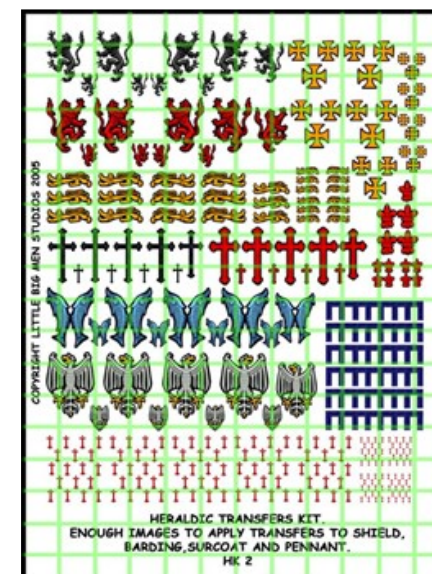 COPYRIGHT LITTLE BIG MEN STUDIOS 2005
HERALDIC TRANSFERS KIT.
ENOUGH IMAGES TO APPLY TRANSFERS TO SHIELD,
BARDING,SURCOAT AND PENNANT.
HK 2